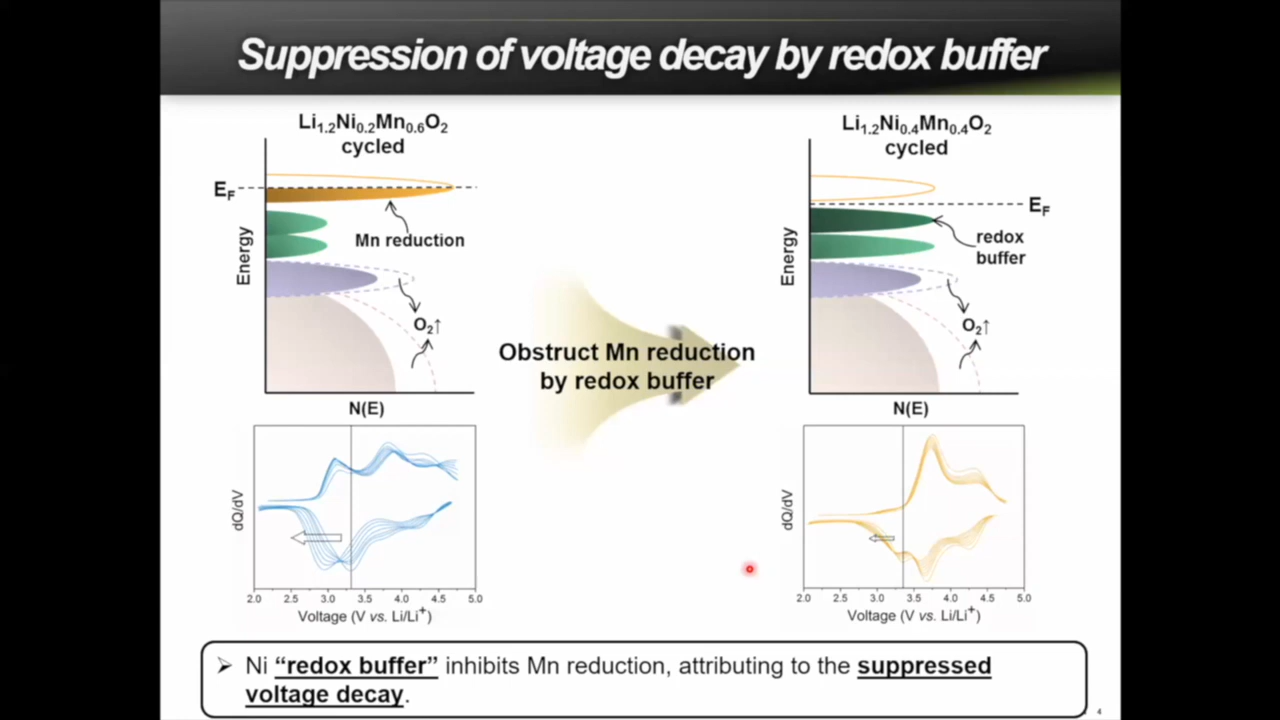 Suppression of voltage decay by redox buffer
Li1.2Ni0.2Mn0.6O2
cycled
EF
Mn reduction
Energy
O2↑
N(E)
Li1.2Ni0.4Mn0.4O2
cycled
EF
redox
buffer
Energy
O2↑
N(E)
Obstruct Mn reduction
by redox buffer
dQ/dV
2.0 2.5 3.0 3.5 4.0 4.5 5.0
Voltage (V vs. Li/Li+)
dQ/dV
2.0 2.5 3.0 3.5 4.0 4.5 5.0
Voltage (V vs. Li/Li+)
➢ Ni “redox buffer” inhibits Mn reduction, attributing to the suppressed
voltage decay.
4